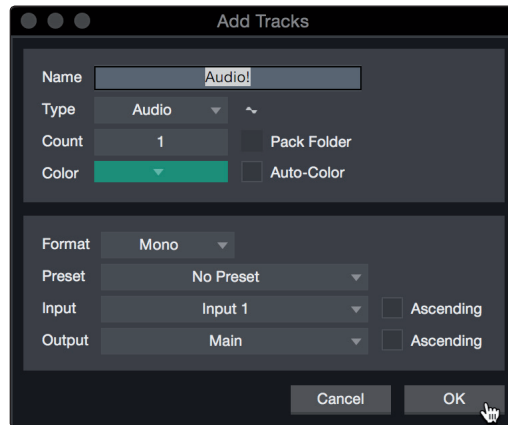 Add Tracks
Name Audio!
Type Audio
Count 1 Pack Folder
Color Auto-Color
Format Mono
Preset No Preset
Input Input 1 Ascending
Output Main Ascending
Cancel OK